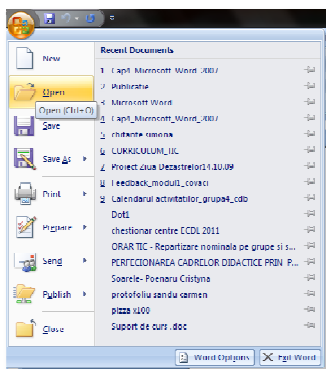 New
Open
Open (Ctrl+O)
Save
Save As
Print
Prepare
Send
Publish
Close
Recent Documents
1 Cap4_Microsoft_Word_2007
2 Publicatie
3 Microsoft Word
4 Cap4_Microsoft_Word_2007
5 chitante simona
6 CURRICULUM_TIC
7 Proiect Ziua Dezastrelor14.10.09
8 Feedback_modul1_covaci
9 Calendarul activitatilor_grupa4_cdb
Dot1
chestionar centre ECDL 2011
ORAR TIC - Repartizare nominala pe grupe si s...
PERFECTIONAREA CADRELOR DIDACTICE PRIN P...
Soarele- Poenaru Cristyna
protofoliu sandu carmen
pizza x100
Suport de curs .doc
Word Options
Exit Word